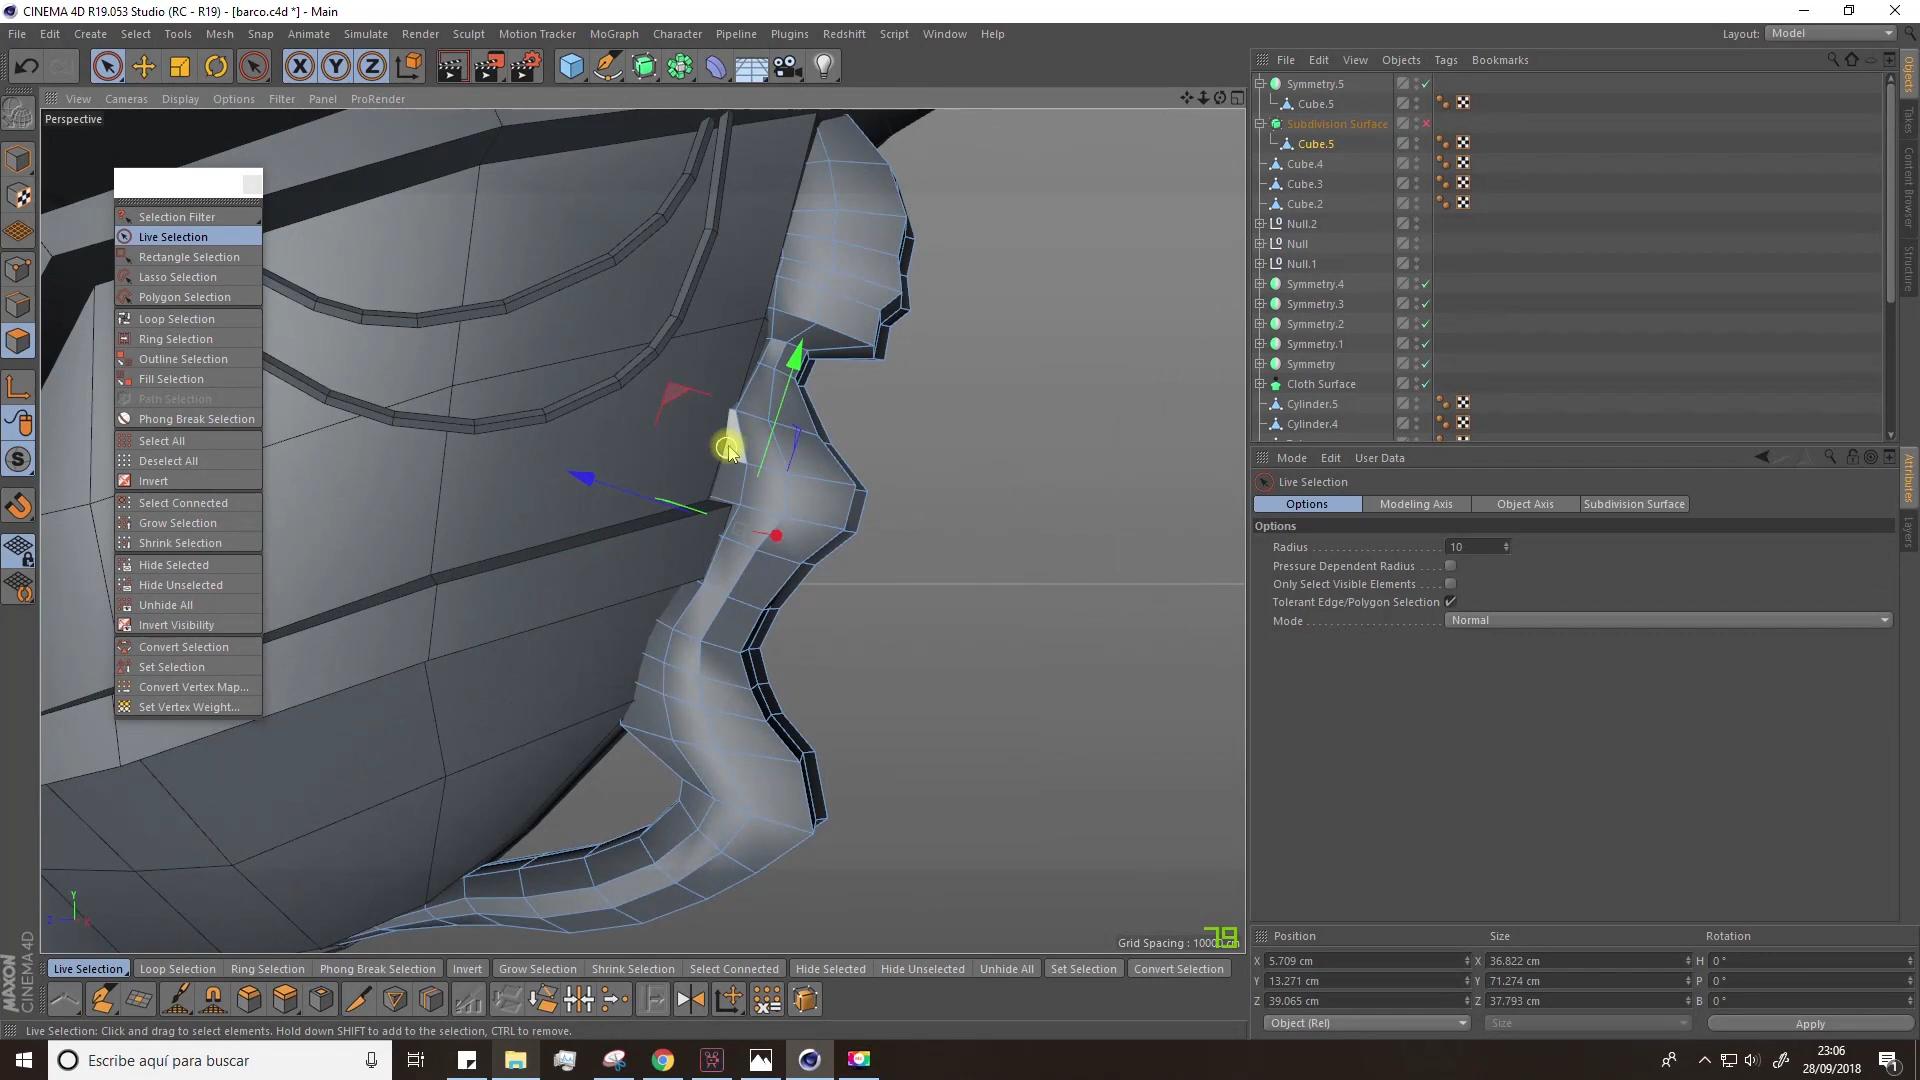 CINEMA 4D R19.053 Studio (RC - R19) - [barco.c4d *] - Main
File Edit Create Select Tools Mesh Snap Animate Simulate Render Sculpt Motion Tracker MoGraph Character Pipeline Plugins Redshift Script Window Help
Layout: Model
X Y Z
File Edit View Objects Tags Bookmarks
View Cameras Display Options Filter Panel ProRender
Perspective
Selection Filter
Live Selection
Rectangle Selection
Lasso Selection
Polygon Selection
Loop Selection
Ring Selection
Outline Selection
Fill Selection
Path Selection
Phong Break Selection
Select All
Deselect All
Invert
Select Connected
Grow Selection
Shrink Selection
Hide Selected
Hide Unselected
Unhide All
Invert Visibility
Convert Selection
Set Selection
Convert Vertex Map...
Set Vertex Weight...
Y
Z X
Grid Spacing : 10000 cm
79
Symmetry.5
Cube.5
Subdivision Surface
Cube.5
Cube.4
Cube.3
Cube.2
Null.2
Null
Null.1
Symmetry.4
Symmetry.3
Symmetry.2
Symmetry.1
Symmetry
Cloth Surface
Cylinder.5
Cylinder.4
Objects
Takes
Content Browser
Structure
Mode Edit User Data
Live Selection
Options Modeling Axis Object Axis Subdivision Surface
Options
Radius 10
Pressure Dependent Radius
Only Select Visible Elements
Tolerant Edge/Polygon Selection
Mode Normal
Attributes
Layers
Position Size Rotation
X 5.709 cm X 36.822 cm H 0 °
Y 13.271 cm Y 71.274 cm P 0 °
Z 39.065 cm Z 37.793 cm B 0 °
Object (Rel) Size Apply
Live Selection Loop Selection Ring Selection Phong Break Selection Invert Grow Selection Shrink Selection Select Connected Hide Selected Hide Unselected Unhide All Set Selection Convert Selection
MAXON CINEMA 4D
Live Selection: Click and drag to select elements. Hold down SHIFT to add to the selection, CTRL to remove.
Escribe aquí para buscar
23:06
28/09/2018
1